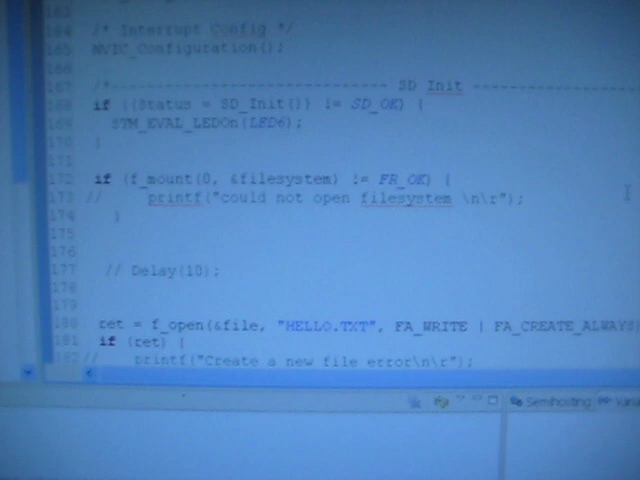 163
164 /* Interrupt Config */
165 NVIC_Configuration();
166
167 /*------------------------------- SD Init ------------------
168 if ((Status = SD_Init()) != SD_OK) {
169 STM_EVAL_LEDOn(LED6);
170 }
171
172 if (f_mount(0, &filesystem) != FR_OK) {
173 // printf("could not open filesystem \n\r");
174 }
175
176
177 // Delay(10);
178
179
180 ret = f_open(&file, "HELLO.TXT", FA_WRITE | FA_CREATE_ALWAYS)
181 if (ret) {
182 // printf("Create a new file error\n\r");
Semihosting